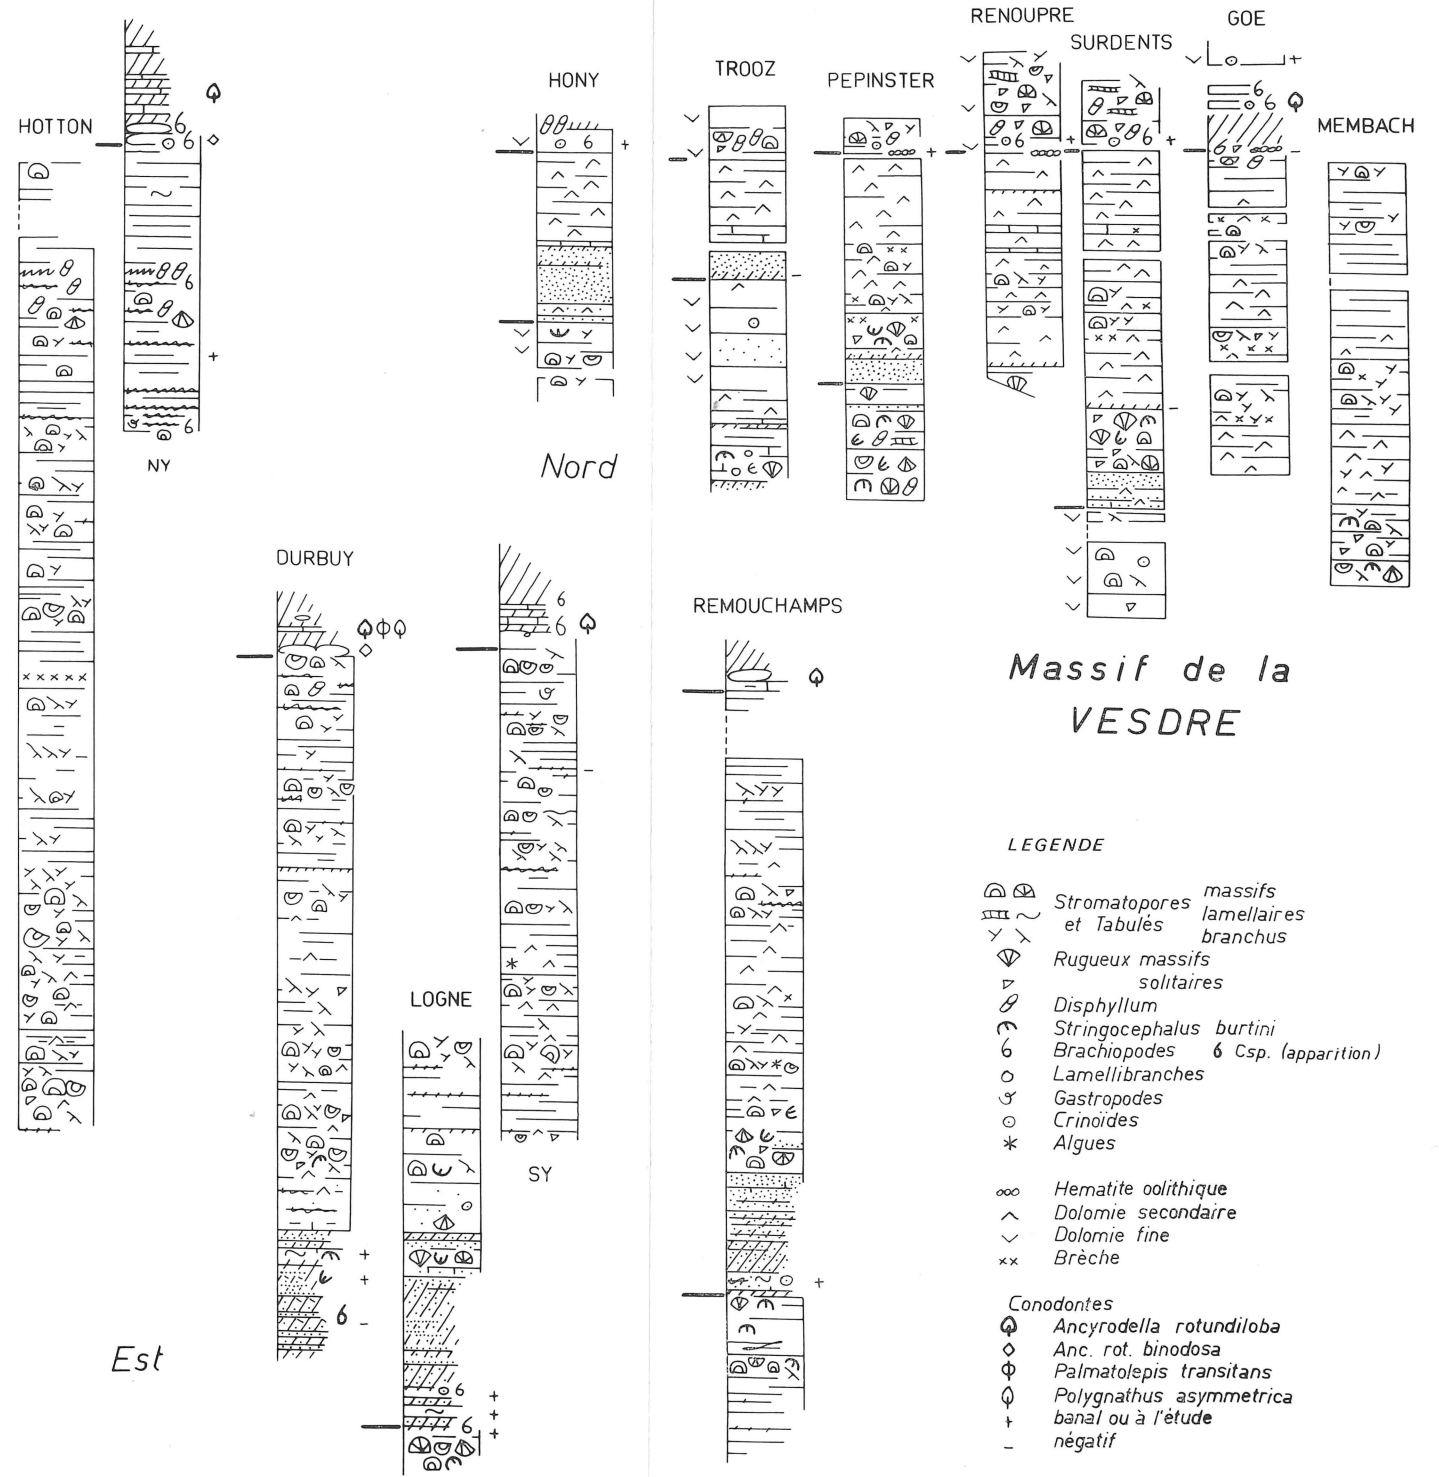 RENOUPRE
GOE
SURDENTS
HONY
TROOZ
PEPINSTER
HOTTON
MEMBACH
NY
Nord
DURBUY
REMOUCHAMPS
Massif de la
VESDRE
LOGNE
SY
Est
LEGENDE
Stromatopores massifs
et Tabulés lamellaires
branchus
Rugueux massifs
solitaires
Disphyllum
Stringocephalus burtini
Brachiopodes 6 Csp. (apparition)
Lamellibranches
Gastropodes
Crinoïdes
Algues
Hematite oolithique
Dolomie secondaire
Dolomie fine
Brèche
Conodontes
Ancyrodella rotundiloba
Anc. rot. binodosa
Palmatolepis transitans
Polygnathus asymmetrica
banal ou à l'étude
négatif